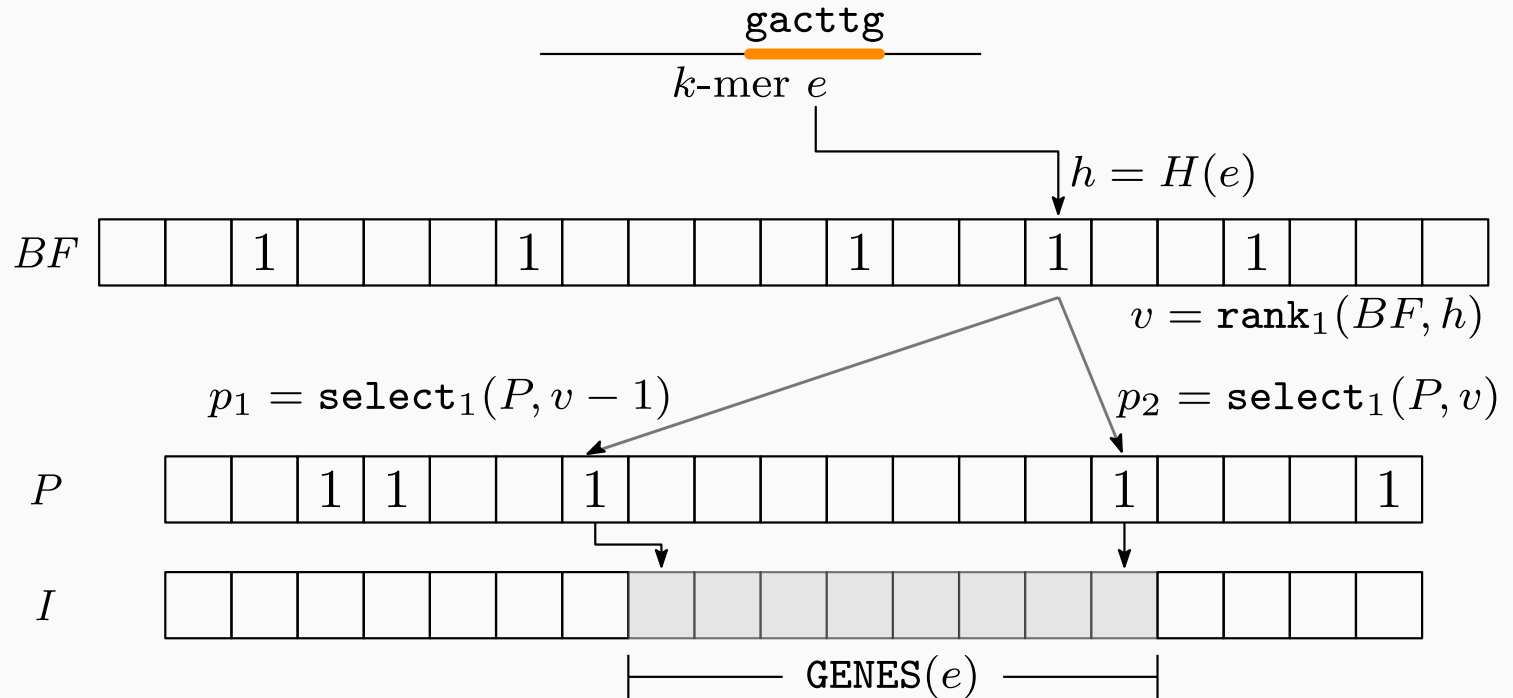 gacttg
k-mer e
h = H(e)
BF 1 1 1 1 1
v = rank₁(BF, h)
p₁ = select₁(P, v − 1) p₂ = select₁(P, v)
P 1 1 1 1 1
I
GENES(e)